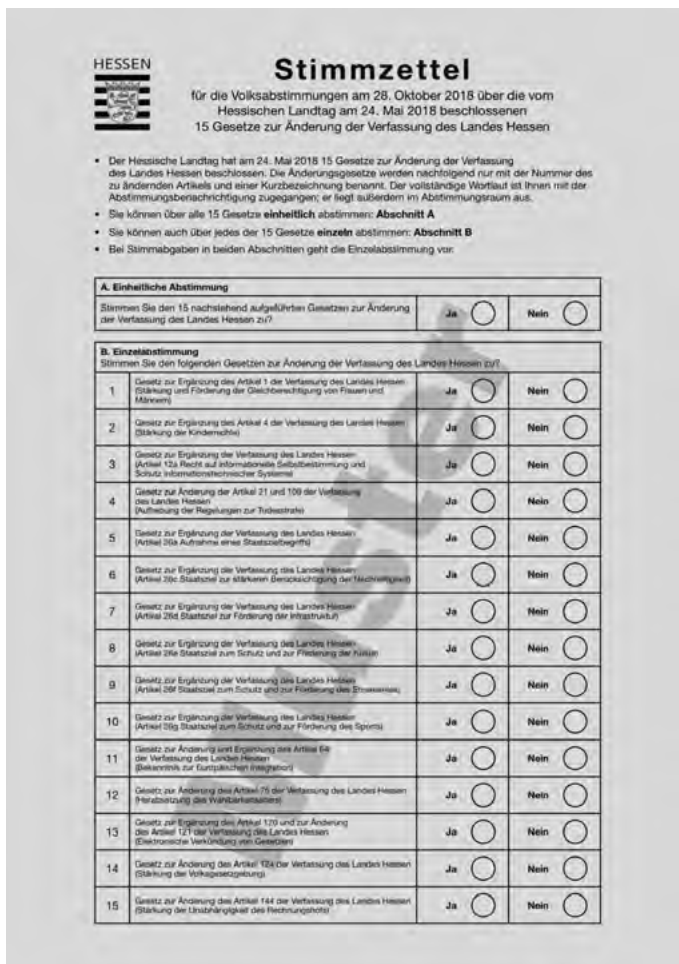 HESSEN
Stimmzettel
für die Volksabstimmungen am 28. Oktober 2018 über die vom
Hessischen Landtag am 24. Mai 2018 beschlossenen
15 Gesetze zur Änderung der Verfassung des Landes Hessen
• Der Hessische Landtag hat am 24. Mai 2018 15 Gesetze zur Änderung der Verfassung
des Landes Hessen beschlossen. Die Änderungsgesetze werden nachfolgend nur mit der Nummer des
zu ändernden Artikels und einer Kurzbezeichnung benannt. Der vollständige Wortlaut ist Ihnen mit der
Abstimmungsbenachrichtigung zugegangen; er liegt außerdem im Abstimmungsraum aus.
• Sie können über alle 15 Gesetze einheitlich abstimmen: Abschnitt A
• Sie können auch über jedes der 15 Gesetze einzeln abstimmen: Abschnitt B
• Bei Stimmabgaben in beiden Abschnitten geht die Einzelabstimmung vor.
A. Einheitliche Abstimmung
Stimmen Sie den 15 nachstehend aufgeführten Gesetzen zur Änderung
der Verfassung des Landes Hessen zu?
Ja Nein
B. Einzelabstimmung
Stimmen Sie den folgenden Gesetzen zur Änderung der Verfassung des Landes Hessen zu?
1 Gesetz zur Ergänzung des Artikel 1 der Verfassung des Landes Hessen
(Stärkung und Förderung der Gleichberechtigung von Frauen und
Männern)
Ja Nein
2 Gesetz zur Ergänzung des Artikel 4 der Verfassung des Landes Hessen
(Stärkung der Kinderrechte)
Ja Nein
3 Gesetz zur Ergänzung der Verfassung des Landes Hessen
(Artikel 12a Recht auf informationelle Selbstbestimmung und
Schutz informationstechnischer Systeme)
Ja Nein
4 Gesetz zur Änderung der Artikel 21 und 109 der Verfassung
des Landes Hessen
(Aufhebung der Regelungen zur Todesstrafe)
Ja Nein
5 Gesetz zur Ergänzung der Verfassung des Landes Hessen
(Artikel 26a Aufnahme eines Staatszielbegriffs)
Ja Nein
6 Gesetz zur Ergänzung der Verfassung des Landes Hessen
(Artikel 26c Staatsziel zur stärkeren Berücksichtigung der Nachhaltigkeit)
Ja Nein
7 Gesetz zur Ergänzung der Verfassung des Landes Hessen
(Artikel 26d Staatsziel zur Förderung der Infrastruktur)
Ja Nein
8 Gesetz zur Ergänzung der Verfassung des Landes Hessen
(Artikel 26e Staatsziel zum Schutz und zur Förderung der Kultur)
Ja Nein
9 Gesetz zur Ergänzung der Verfassung des Landes Hessen
(Artikel 26f Staatsziel zum Schutz und zur Förderung des Ehrenamtes)
Ja Nein
10 Gesetz zur Ergänzung der Verfassung des Landes Hessen
(Artikel 26g Staatsziel zum Schutz und zur Förderung des Sports)
Ja Nein
11 Gesetz zur Änderung und Ergänzung des Artikel 64
der Verfassung des Landes Hessen
(Bekenntnis zur Europäischen Integration)
Ja Nein
12 Gesetz zur Änderung des Artikel 75 der Verfassung des Landes Hessen
(Herabsetzung des Wählbarkeitsalters)
Ja Nein
13 Gesetz zur Ergänzung des Artikel 120 und zur Änderung
des Artikel 121 der Verfassung des Landes Hessen
(Elektronische Verkündung von Gesetzen)
Ja Nein
14 Gesetz zur Änderung des Artikel 124 der Verfassung des Landes Hessen
(Stärkung der Volksgesetzgebung)
Ja Nein
15 Gesetz zur Änderung des Artikel 144 der Verfassung des Landes Hessen
(Stärkung der Unabhängigkeit des Rechnungshofs)
Ja Nein
Muster